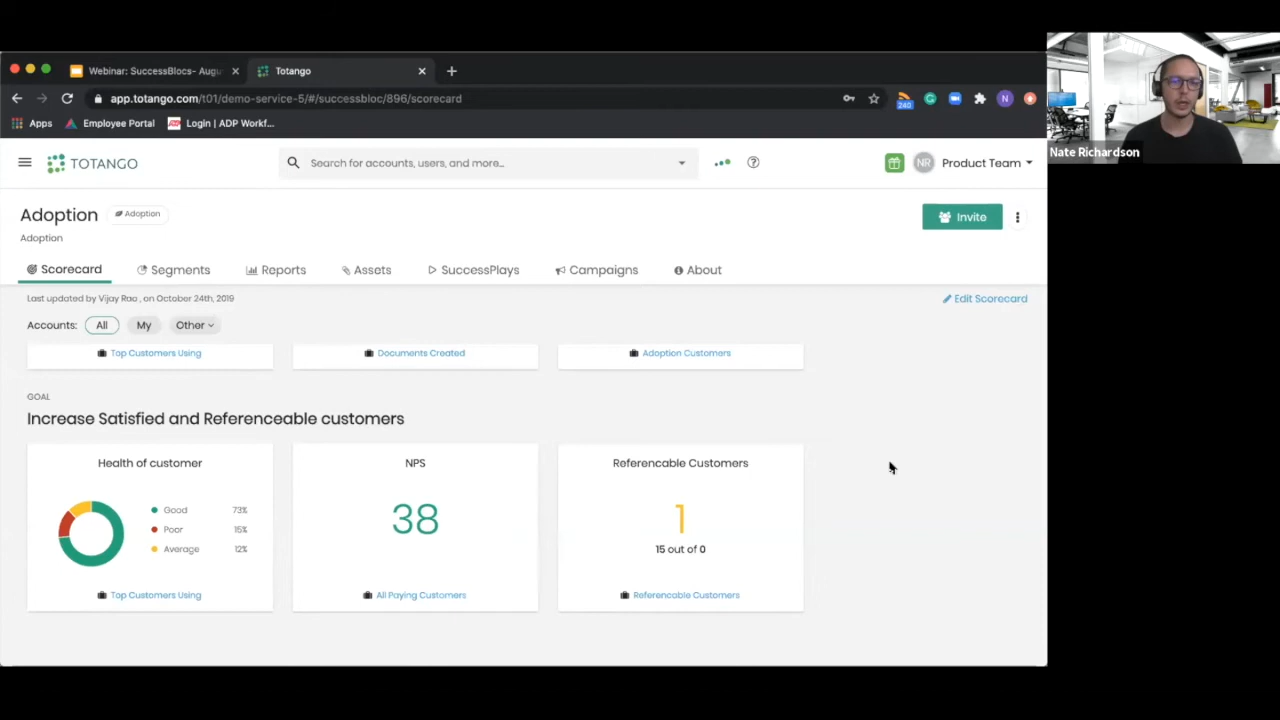 Webinar: SuccessBlocs- Augu
Totango
app.totango.com/t01/demo-service-5/#/successbloc/896/scorecard
240
N
Apps
Employee Portal
Login | ADP Workf...
TOTANGO
Search for accounts, users, and more...
NR
Product Team
Nate Richardson
Adoption
Adoption
Invite
Adoption
Scorecard
Segments
Reports
Assets
SuccessPlays
Campaigns
About
Last updated by Vijay Rao , on October 24th, 2019
Edit Scorecard
Accounts:
All
My
Other
Top Customers Using
Documents Created
Adoption Customers
GOAL
Increase Satisfied and Referenceable customers
Health of customer
Good 73%
Poor 15%
Average 12%
Top Customers Using
NPS
38
All Paying Customers
Referencable Customers
1
15 out of 0
Referencable Customers